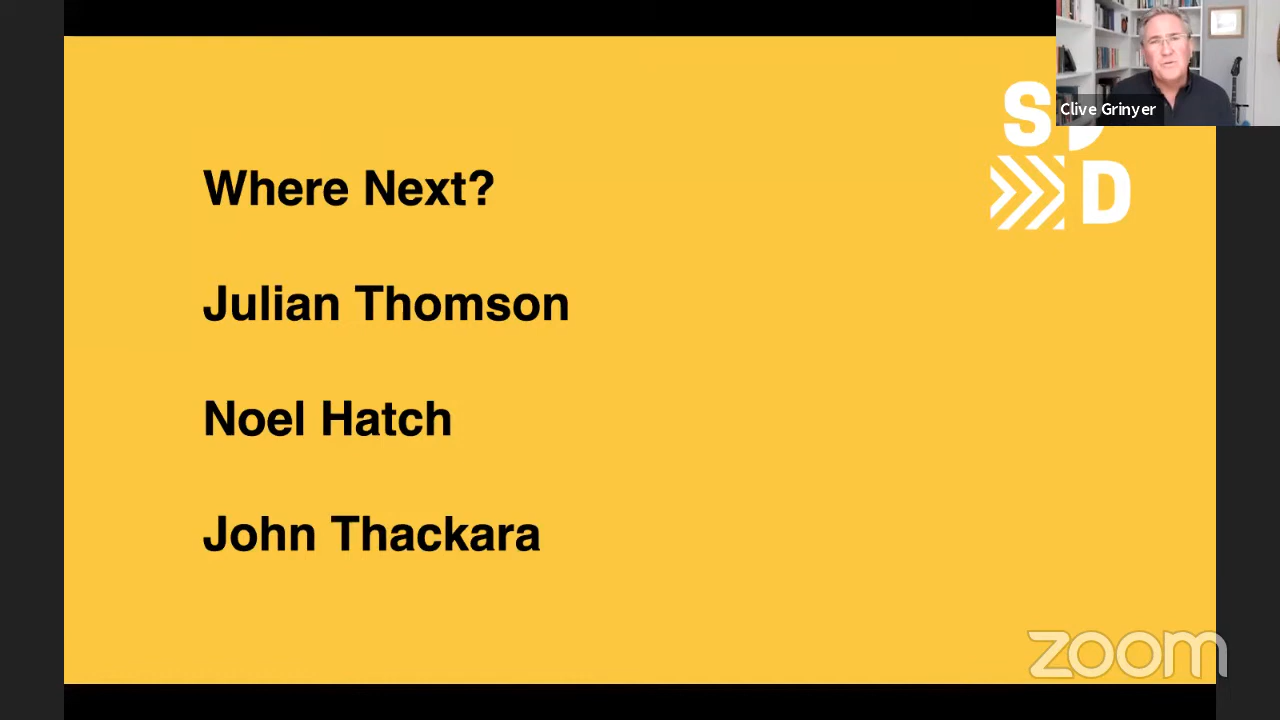 Where Next?
Julian Thomson
Noel Hatch
John Thackara
Clive Grinyer
S
D
zoom